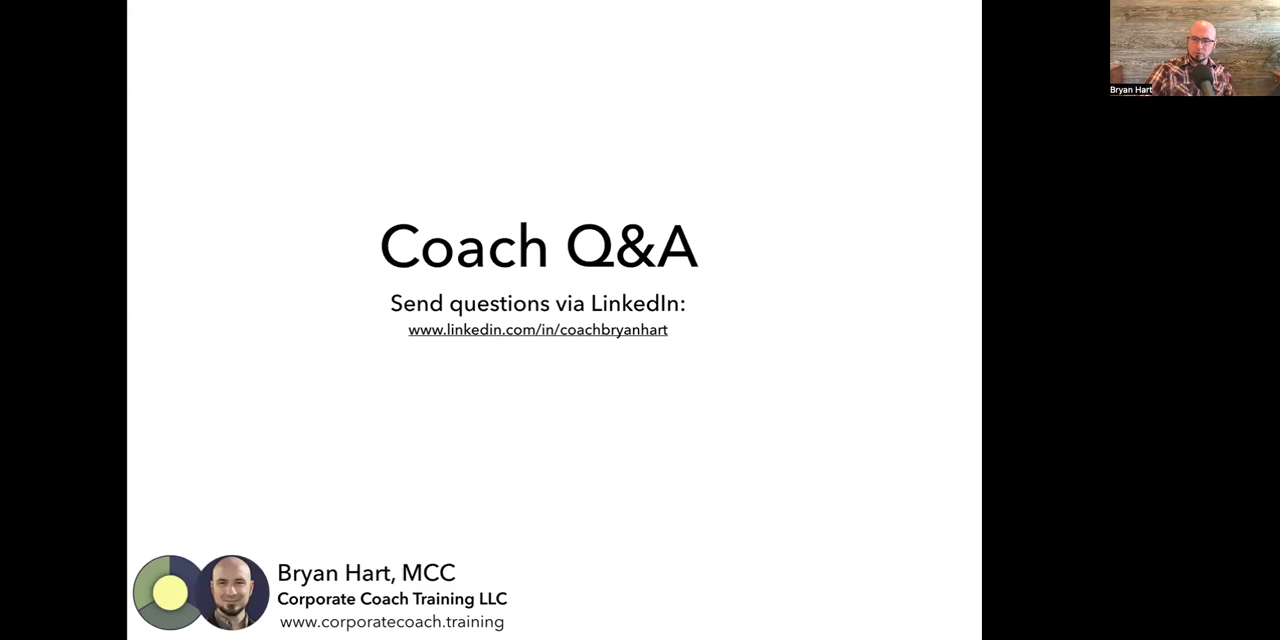 Bryan Hart
Coach Q&A
Send questions via LinkedIn:
www.linkedin.com/in/coachbryanhart
Bryan Hart, MCC
Corporate Coach Training LLC
www.corporatecoach.training